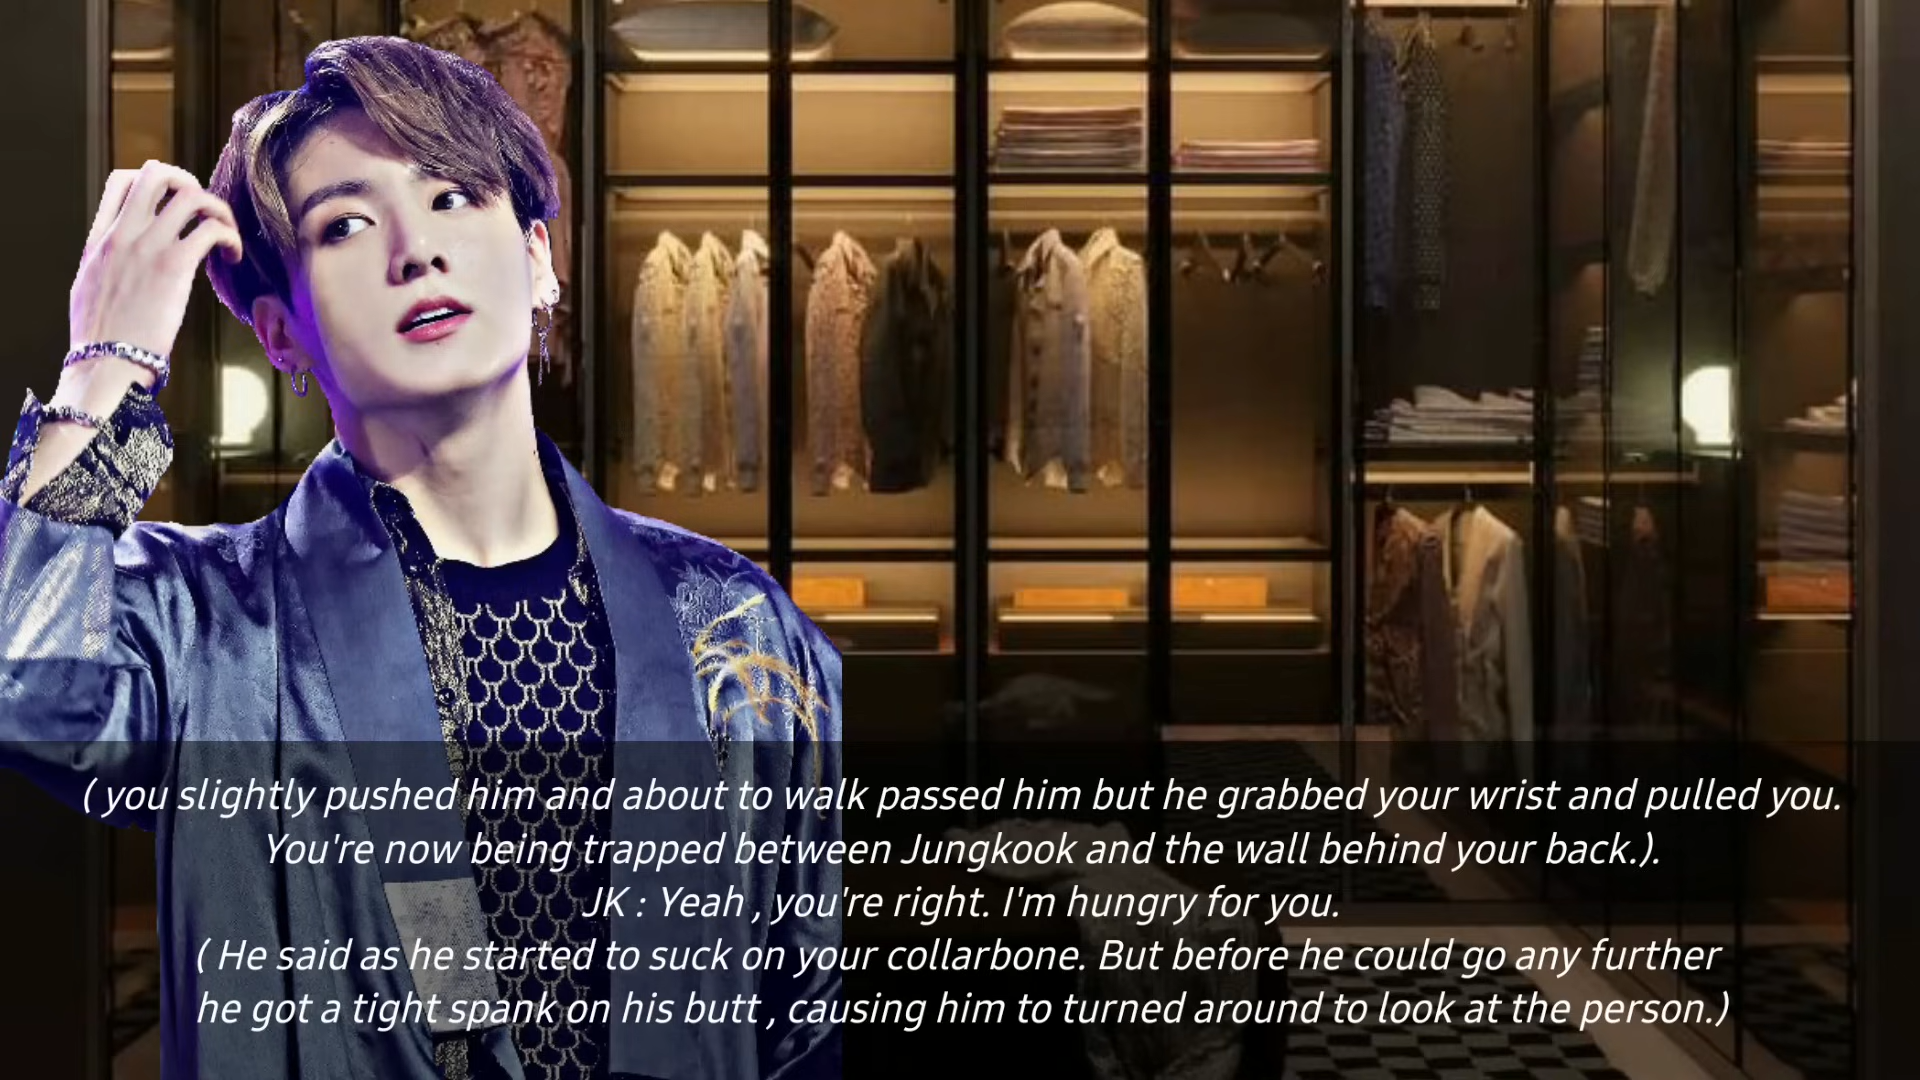 ( you slightly pushed him and about to walk passed him but he grabbed your wrist and pulled you.
You're now being trapped between Jungkook and the wall behind your back.).
JK : Yeah , you're right. I'm hungry for you.
( He said as he started to suck on your collarbone. But before he could go any further
he got a tight spank on his butt , causing him to turned around to look at the person.)